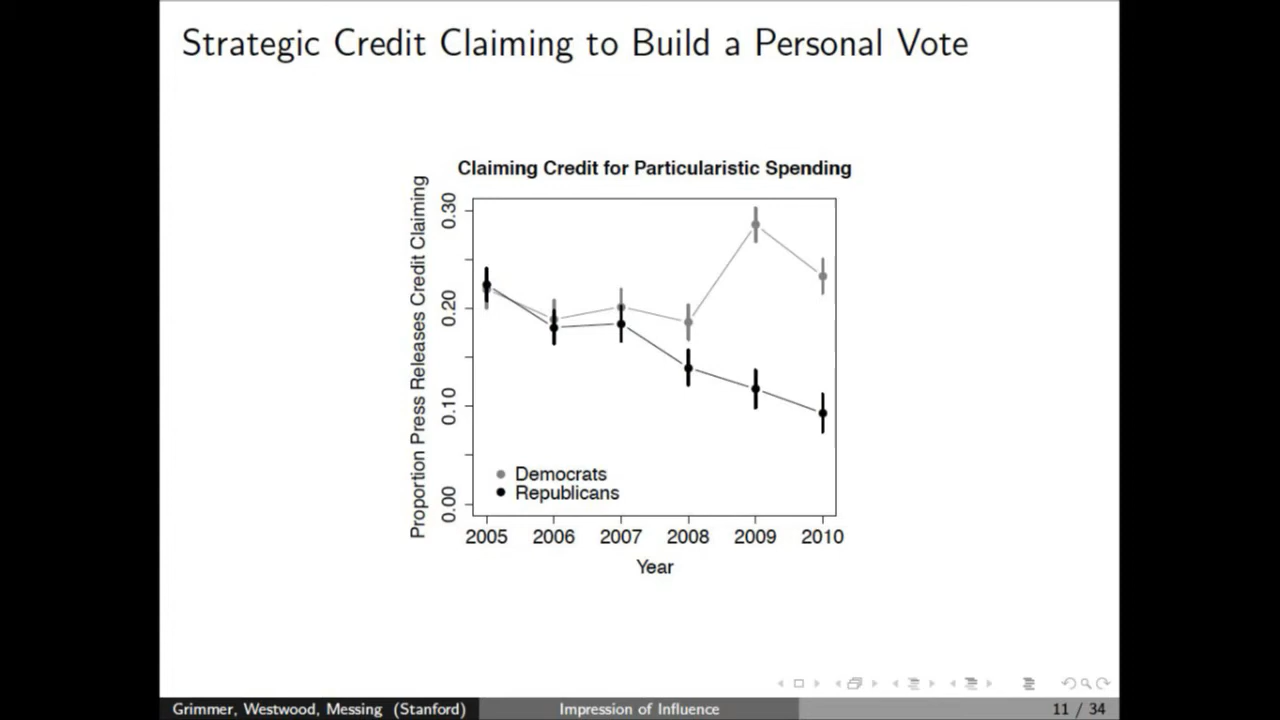 Strategic Credit Claiming to Build a Personal Vote
Claiming Credit for Particularistic Spending
Proportion Press Releases Credit Claiming
0.30
0.20
0.10
0.00
Democrats
Republicans
2005 2006 2007 2008 2009 2010
Year
Grimmer, Westwood, Messing (Stanford) Impression of Influence 11 / 34